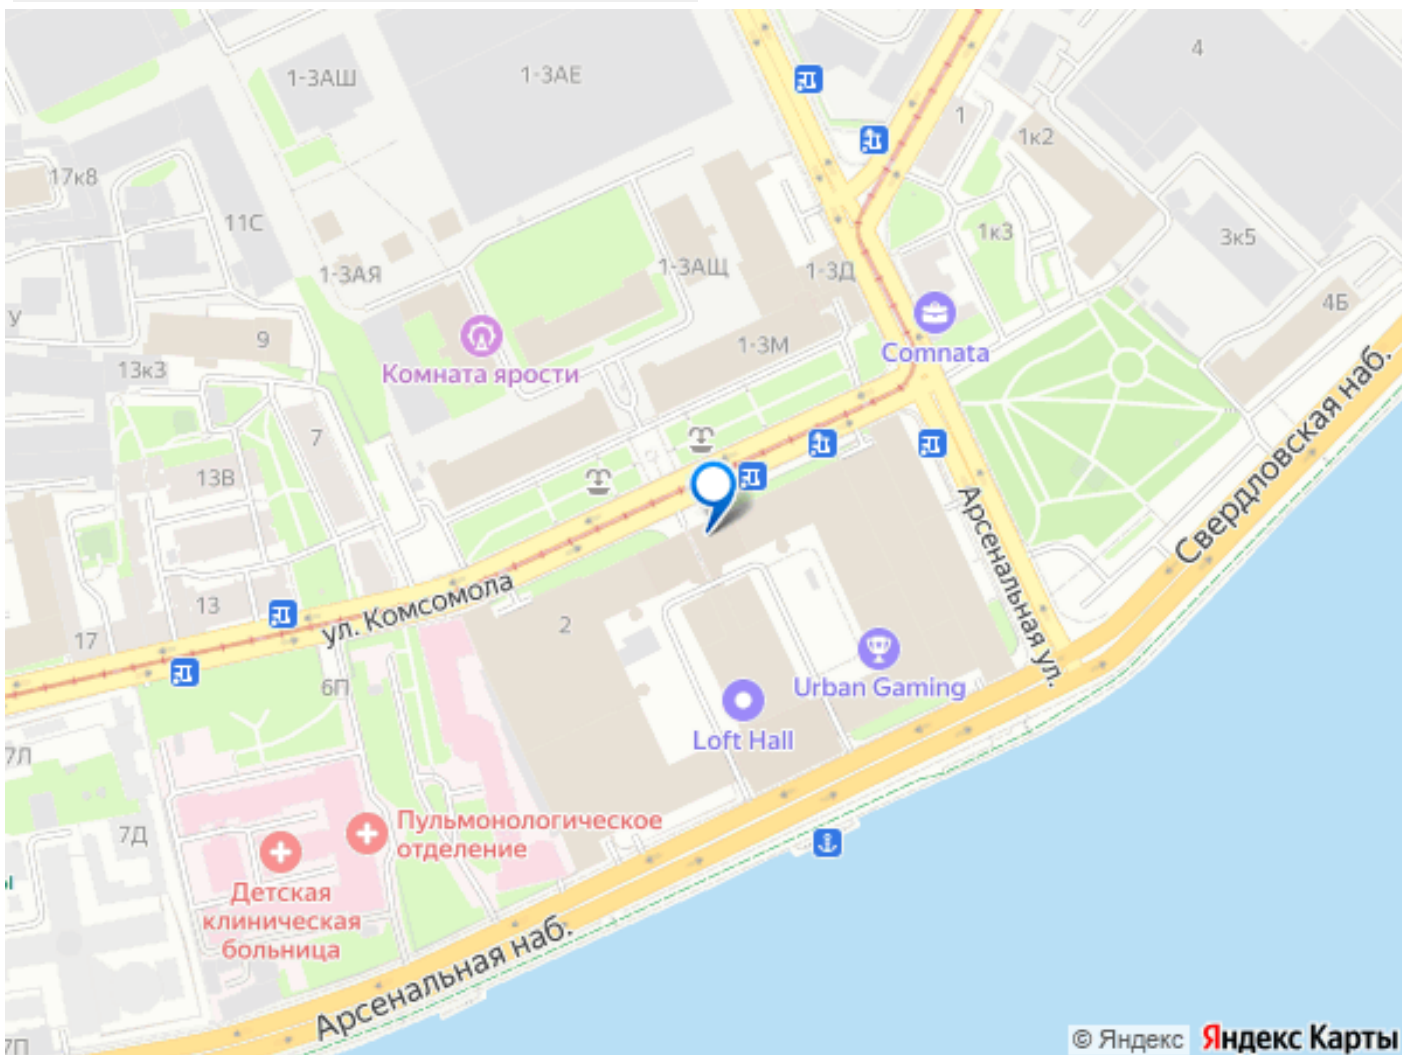 4
1-3АШ
1-3АЕ
1
1к2
17к8
11С
1к3
3к5
1-3АЯ
1-3АЩ
1-3Д
4Б
У
9
1-3М
Comnata
13к3
Комната ярости
7
13В
Свердловская наб.
Арсенальная ул.
13
ул. Комсомола
2
17
6П
Urban Gaming
Loft Hall
7Л
7Д
Пульмонологическое
отделение
Детская
клиническая
больница
Арсенальная наб.
7П
© Яндекс
Яндекс Карты